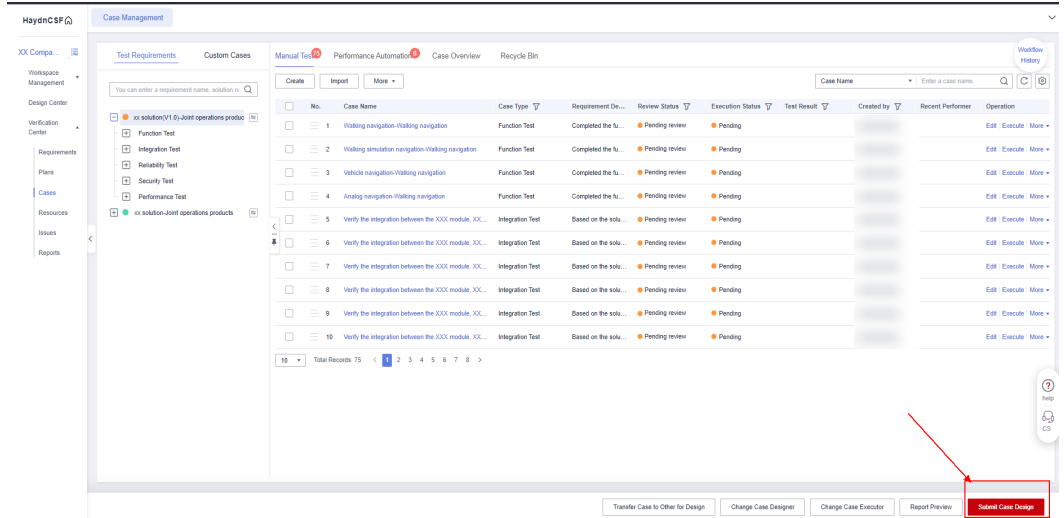 HaydnCSF
Case Management
XX Compa...
Workspace
Management
Design Center
Verification
Center
Requirements
Plans
Cases
Resources
Issues
Reports
Test Requirements
Custom Cases
You can enter a requirement name, solution n
xx solution(V1.0)-Joint operations produc
Function Test
Integration Test
Reliability Test
Security Test
Performance Test
xx solution-Joint operations products
Manual Tes 75
Performance Automation 6
Case Overview
Recycle Bin
Workflow
History
Create
Import
More
Case Name
Enter a case name.
No. Case Name Case Type Requirement De... Review Status Execution Status Test Result Created by Recent Performer Operation
1 Walking navigation-Walking navigation Function Test Completed the fu... Pending review Pending Edit Execute More
2 Walking simulation navigation-Walking navigation Function Test Completed the fu... Pending review Pending Edit Execute More
3 Vehicle navigation-Walking navigation Function Test Completed the fu... Pending review Pending Edit Execute More
4 Analog navigation-Walking navigation Function Test Completed the fu... Pending review Pending Edit Execute More
5 Verify the integration between the XXX module, XX... Integration Test Based on the solu... Pending review Pending Edit Execute More
6 Verify the integration between the XXX module, XX... Integration Test Based on the solu... Pending review Pending Edit Execute More
7 Verify the integration between the XXX module, XX... Integration Test Based on the solu... Pending review Pending Edit Execute More
8 Verify the integration between the XXX module, XX... Integration Test Based on the solu... Pending review Pending Edit Execute More
9 Verify the integration between the XXX module, XX... Integration Test Based on the solu... Pending review Pending Edit Execute More
10 Verify the integration between the XXX module, XX... Integration Test Based on the solu... Pending review Pending Edit Execute More
10 Total Records: 75 < 1 2 3 4 5 6 7 8 >
help
CS
Transfer Case to Other for Design
Change Case Designer
Change Case Executor
Report Preview
Submit Case Design